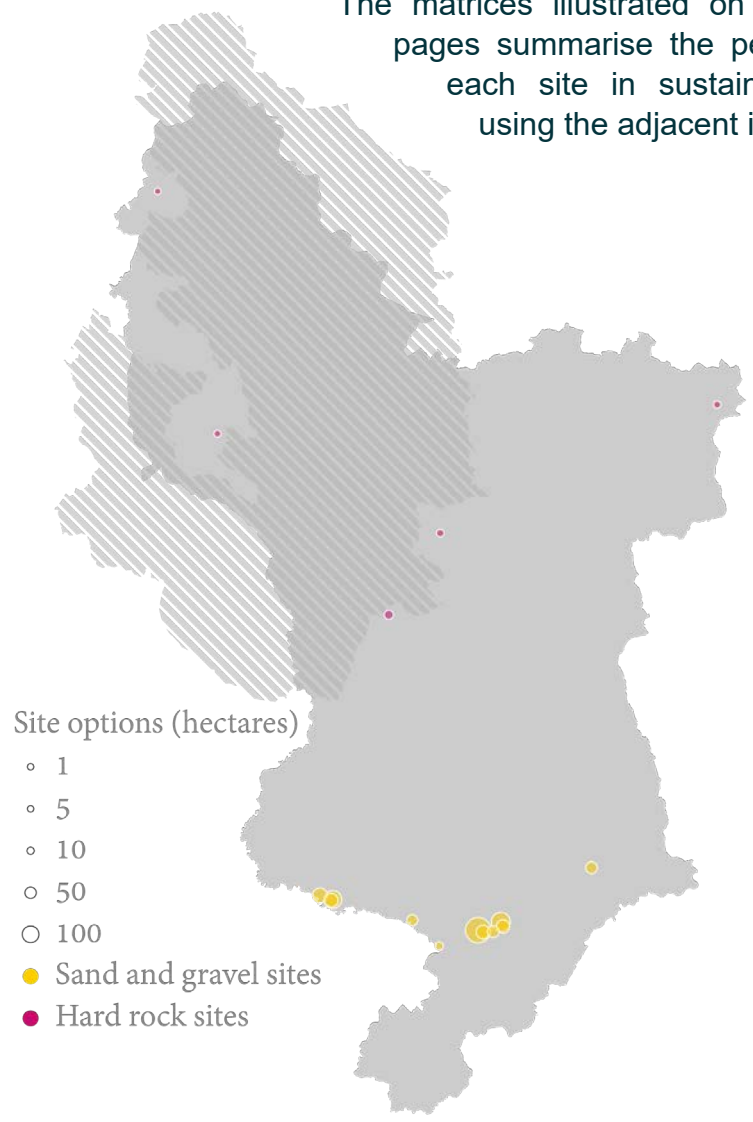 The matrices illustrated on
pages summarise the
each site in
using the adjacent
Site options (hectares)
1
5
10
50
100
Sand and gravel sites
Hard rock sites